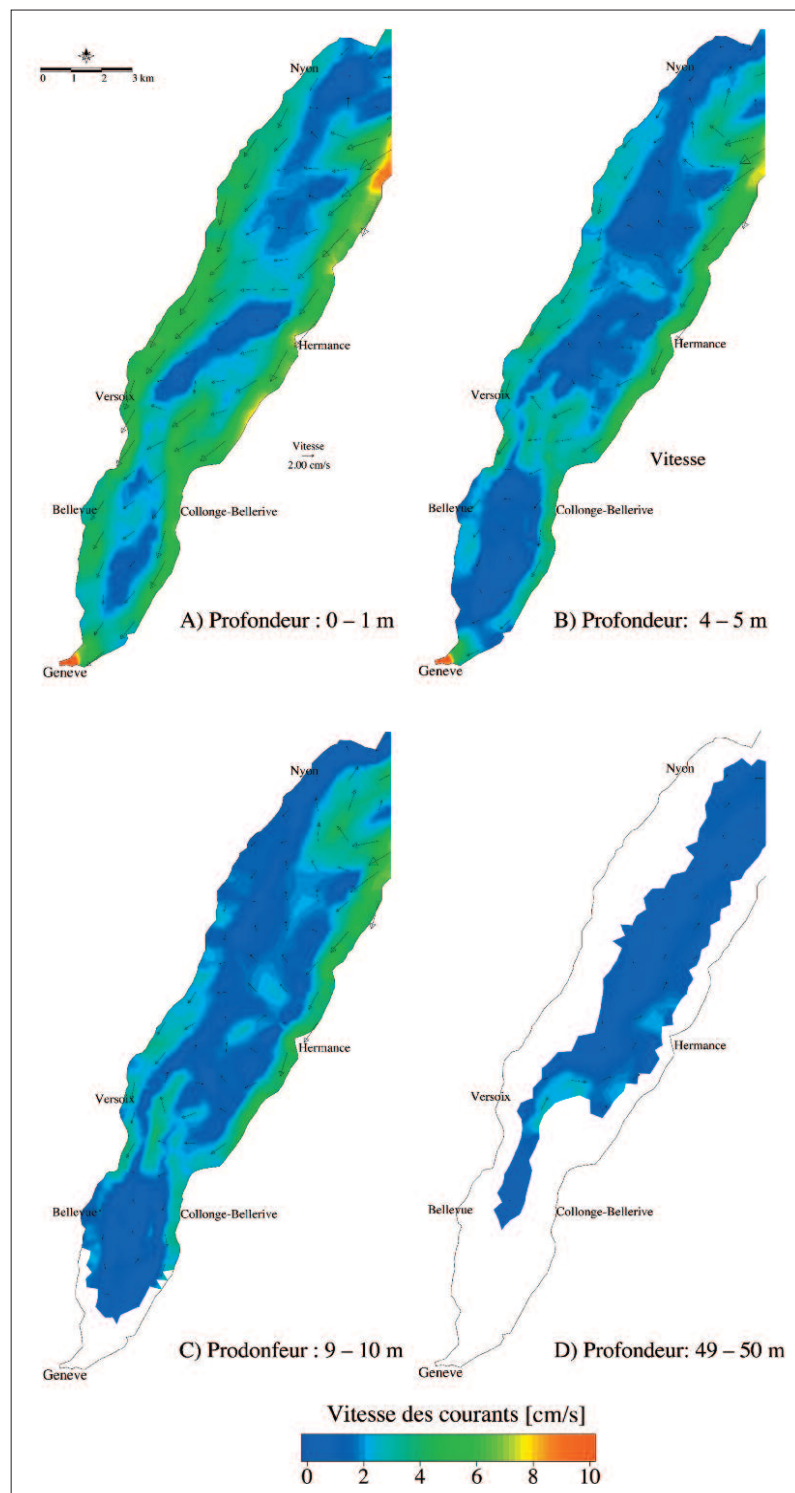 0 1 2 3 km
Nyon
Hermance
Versoix
Vitesse
2.00 cm/s
Bellevue
Collonge-Bellerive
A) Profondeur : 0 – 1 m
Geneve
Nyon
Hermance
Versoix
Vitesse
Bellevue
Collonge-Bellerive
B) Profondeur: 4 – 5 m
Geneve
Nyon
Hermance
Versoix
Bellevue
Collonge-Bellerive
C) Prodonfeur : 9 – 10 m
Geneve
Nyon
Hermance
Versoix
Bellevue
Collonge-Bellerive
D) Profondeur: 49 – 50 m
Geneve
Vitesse des courants [cm/s]
0 2 4 6 8 10